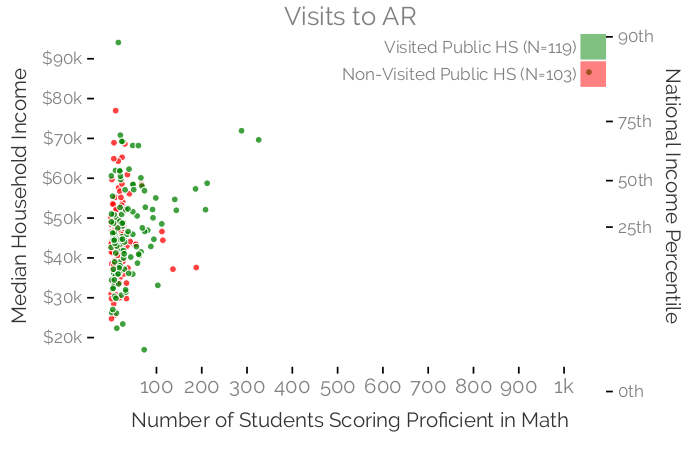 Visits to AR
Visited Public HS (N=119)
Non-Visited Public HS (N=103)
Median Household Income
$90k
$80k
$70k
$60k
$50k
$40k
$30k
$20k
90th
75th
50th
25th
0th
National Income Percentile
100 200 300 400 500 600 700 800 900 1k
Number of Students Scoring Proficient in Math